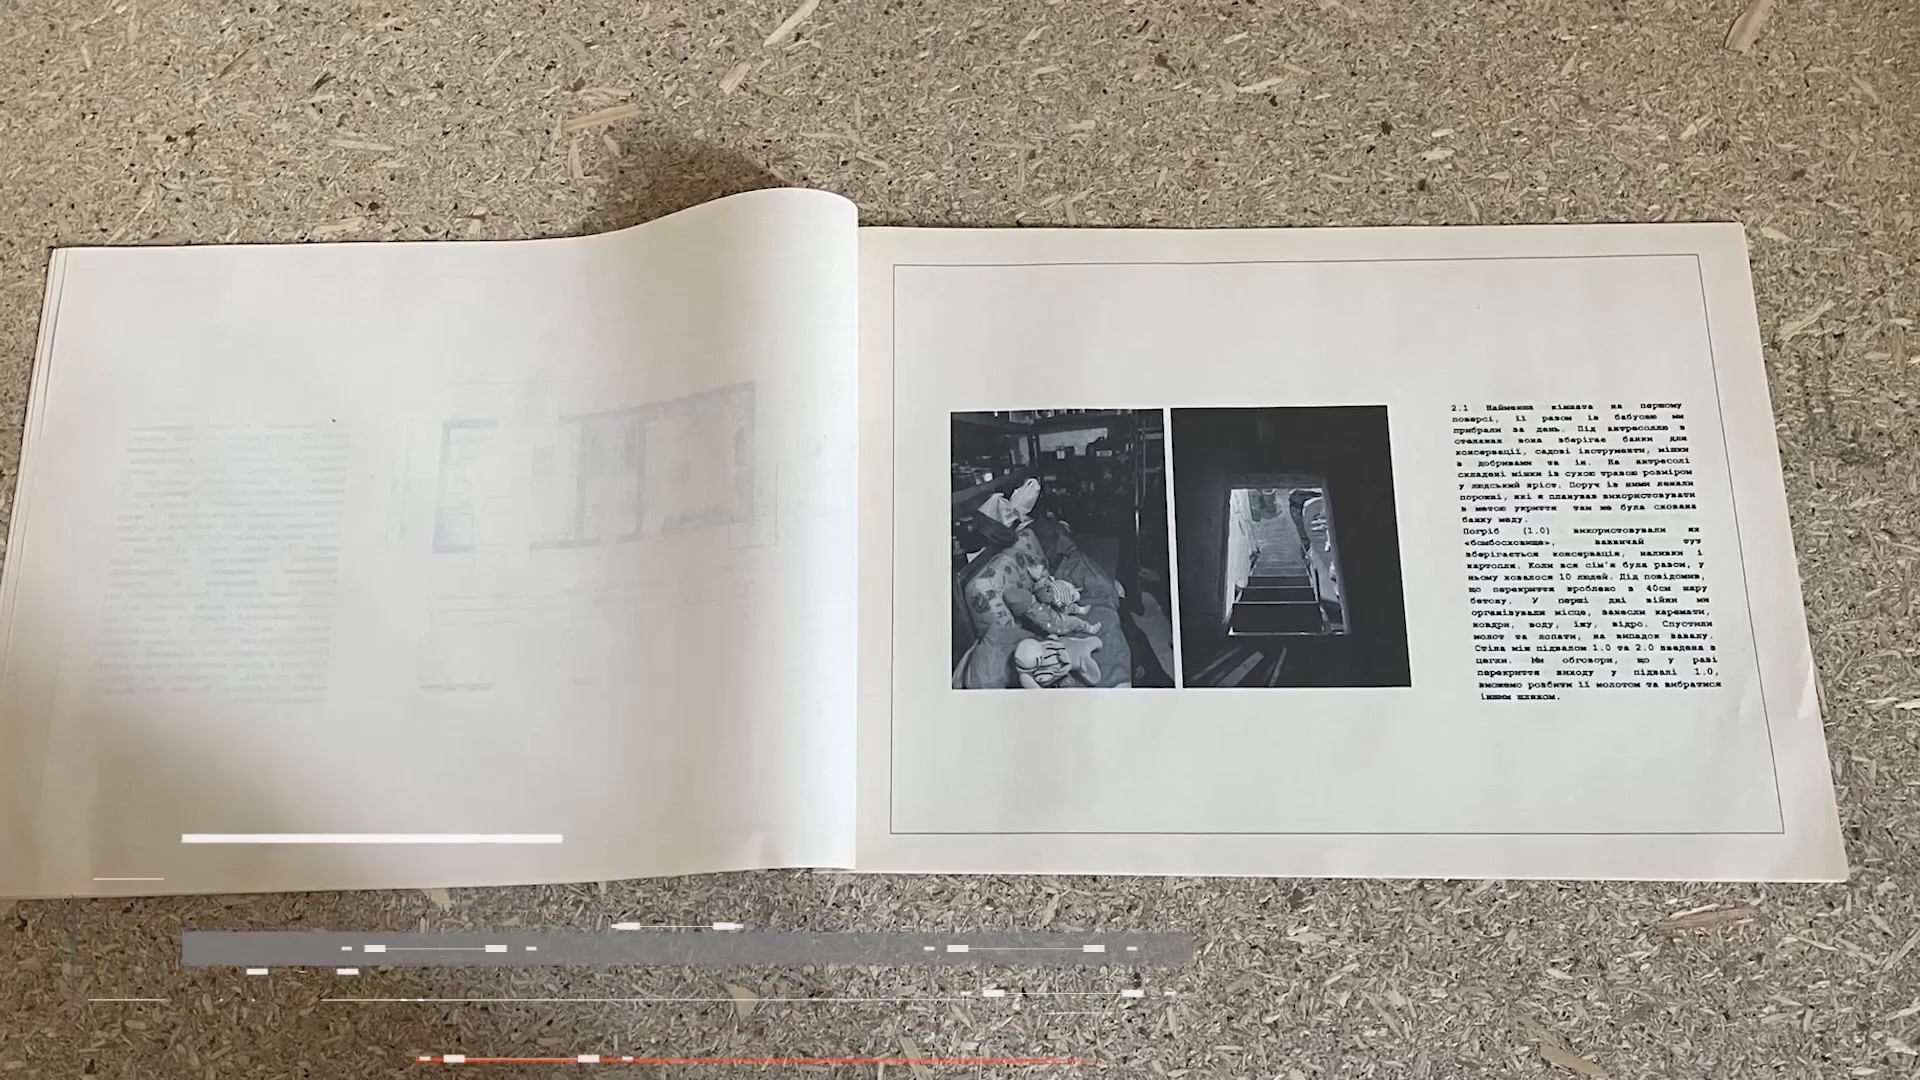 2.1 Найменша кімната на першому
поверсі, її разом із бабусею ми
прибрали за день. Під антресоллю в
стелажах вона зберігає банки для
консервації, садові інструменти, мішки
з добривами та ін. На антресолі
складені мішки із сухою травою розміром
у людський зріст. Поруч із ними лежали
порожні, які я планував використовувати
з метою укриття там же була схована
банку меду.
Погріб (1.0) використовували як
«бомбосховище», зазвичай тут
зберігається консервація, наливки і
картопля. Коли вся сім'я була разом, у
ньому ховалося 10 людей. Дід повідомив,
що перекриття зроблено з 40см шару
бетону. У перші дні війни ми
організували місце, занесли каремати,
ковдри, воду, їжу, відро. Спустили
молот та лопати, на випадок завалу.
Стіна між підвалом 1.0 та 2.0 зведена з
цегли. Ми обговори, що у разі
перекриття виходу у підвалі 1.0,
зможемо розбити її молотом та вибратися
іншим шляхом.